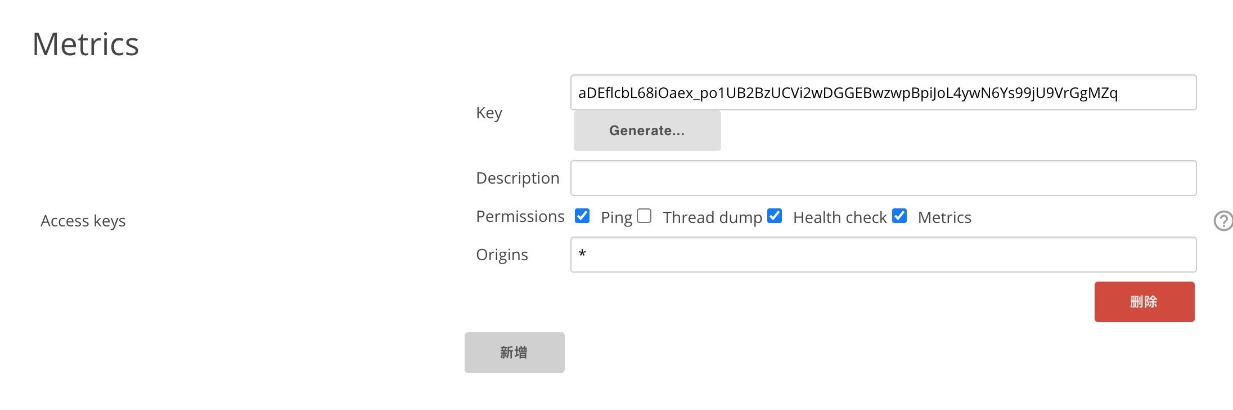 Metrics
Key
aDEflcbL68iOaex_po1UB2BzUCVi2wDGGEBwzwpBpiJoL4ywN6Ys99jU9VrGgMZq
Generate...
Description
Access keys
Permissions Ping Thread dump Health check Metrics
?
Origins *
删除
新增